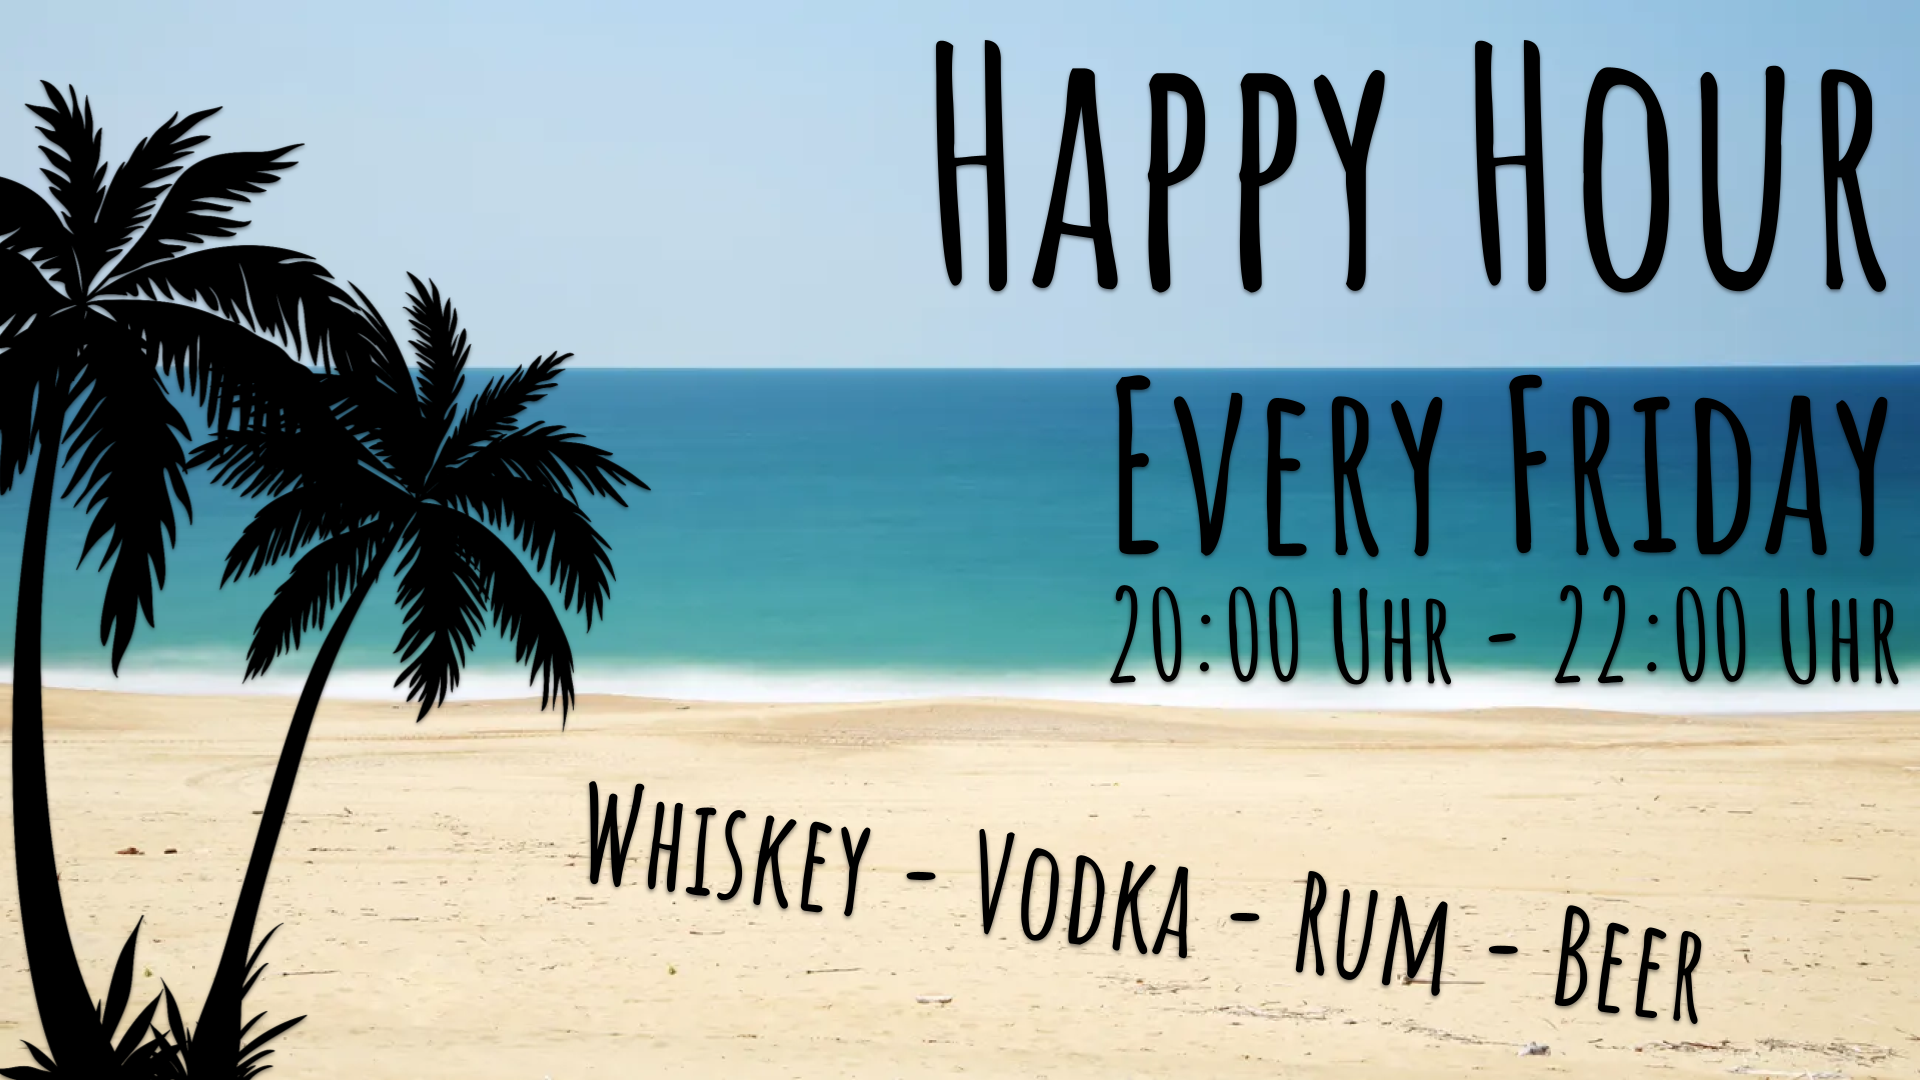 Happy Hour
Every Friday
20:00 Uhr - 22:00 Uhr
Whiskey - Vodka - Rum - Beer